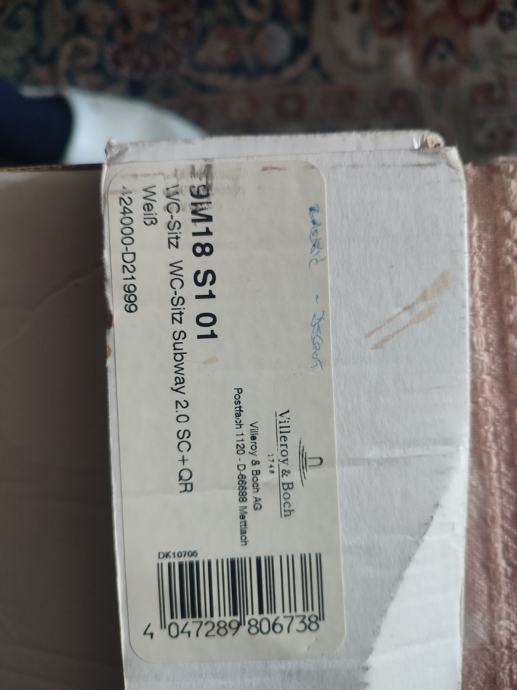 9M18 S1 01
WC-Sitz WC-Sitz Subway 2.0 SC+QR
Weiß
424000-D21999
Villeroy & Boch
1748
Villeroy & Boch AG
Postfach 1120 - D-66688 Mettlach
DK10706
4 047289 806738